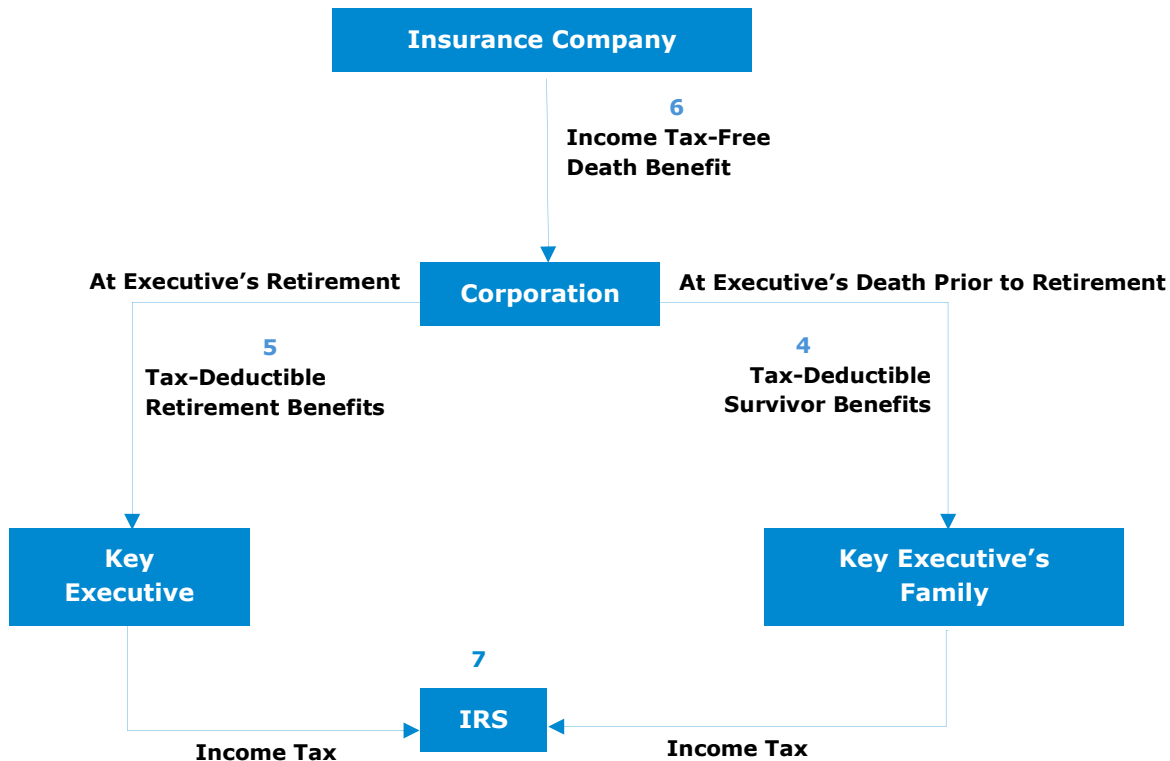 Insurance Company
6
Income Tax-Free
Death Benefit
At Executive’s Retirement
Corporation
At Executive’s Death Prior to Retirement
5
Tax-Deductible
Retirement Benefits
4
Tax-Deductible
Survivor Benefits
Key
Executive
Key Executive’s
Family
7
IRS
Income Tax
Income Tax